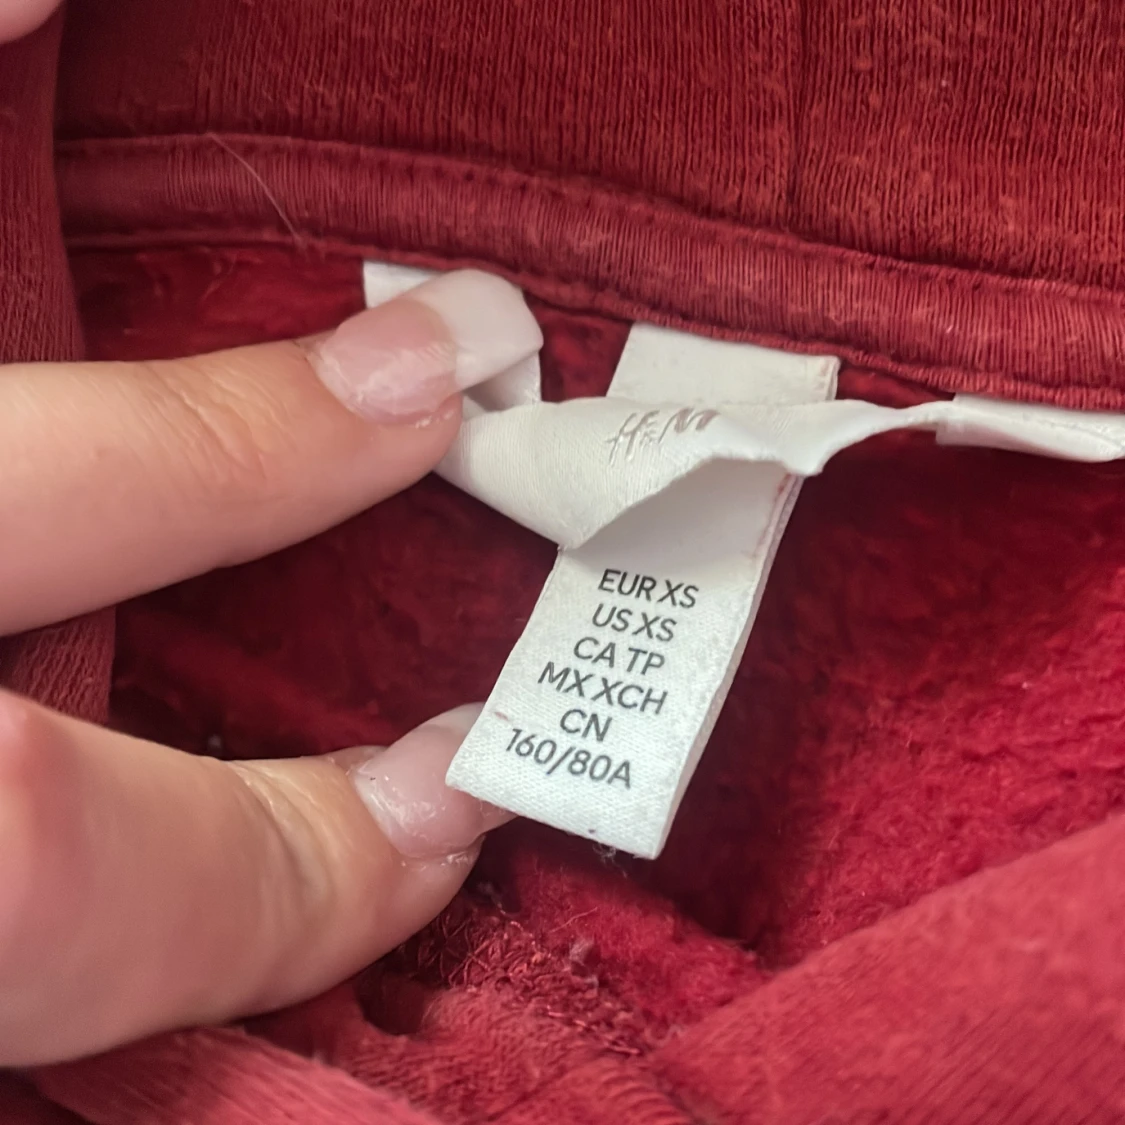 H&M
EUR XS
US XS
CA TP
MX XCH
CN
160/80A